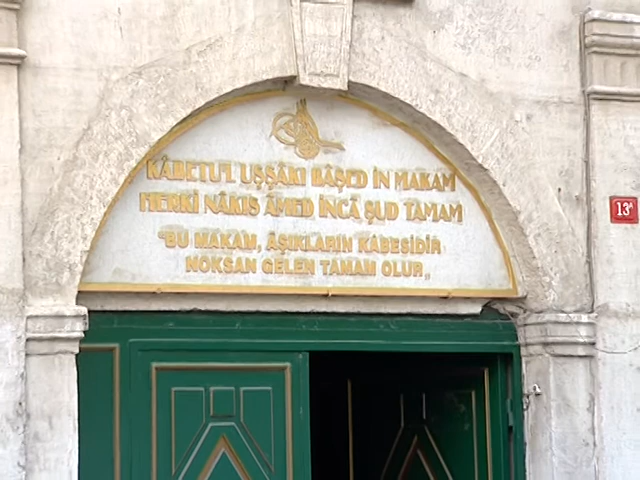 KÂBETU'L UŞŞÂKI BÂŞED İN MAKAM
HERKİ NÂKIS ÂMED İNCÂ ŞUD TAMAM
"BU MAKAM, ÂŞIKLARIN KÂBESİDİR
NOKSAN GELEN TAMAM OLUR„
13A